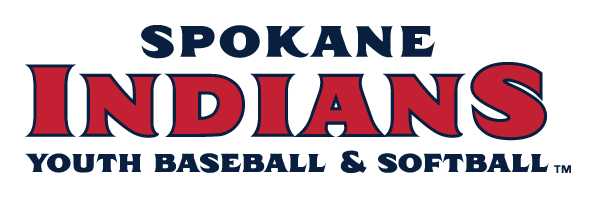 SPOKANE
INDIANS
YOUTH BASEBALL & SOFTBALL™